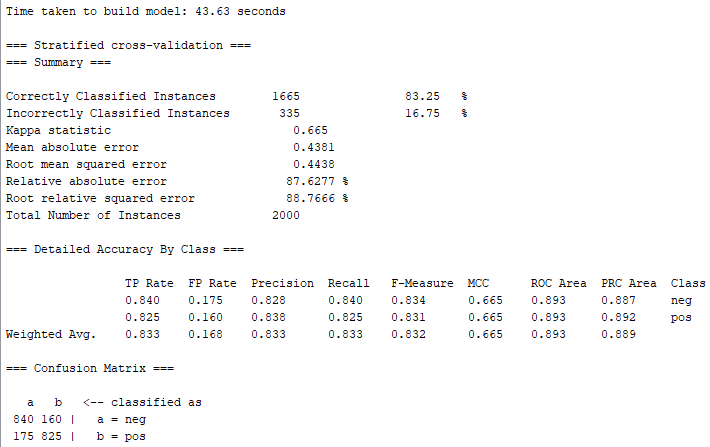 Time taken to build model: 43.63 seconds
=== Stratified cross-validation ===
=== Summary ===
Correctly Classified Instances        1665               83.25   %
Incorrectly Classified Instances       335               16.75   %
Kappa statistic                          0.665
Mean absolute error                      0.4381
Root mean squared error                  0.4438
Relative absolute error                 87.6277 %
Root relative squared error             88.7666 %
Total Number of Instances             2000
=== Detailed Accuracy By Class ===
                 TP Rate  FP Rate  Precision  Recall   F-Measure  MCC      ROC Area  PRC Area  Class
                 0.840    0.175    0.828      0.840    0.834      0.665    0.893     0.887     neg
                 0.825    0.160    0.838      0.825    0.831      0.665    0.893     0.892     pos
Weighted Avg.    0.833    0.168    0.833      0.833    0.832      0.665    0.893     0.889
=== Confusion Matrix ===
   a   b   <-- classified as
 840 160 |   a = neg
 175 825 |   b = pos